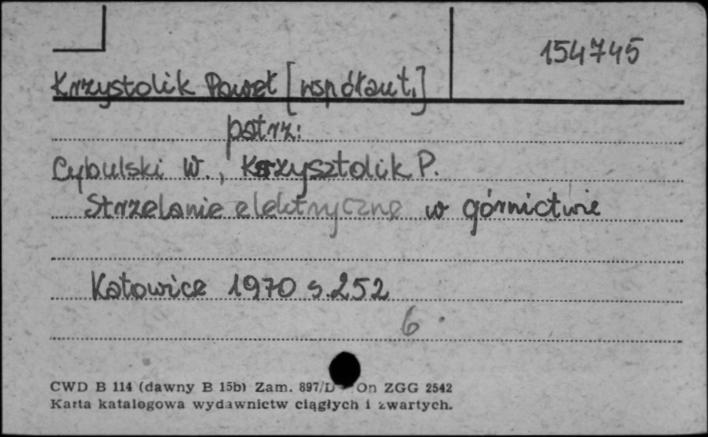 154745
Krzystolik Paweł [współaut.]
patrz:
Cybulski W., Krzysztolik P.
Strzelanie elektryczne w górnictwie
Katowice 1970 s. 252
6
CWD B 114 (dawny B 15b) Zam. 897/D On ZGG 2542
Karta katalogowa wydawnictw ciągłych i zwartych.